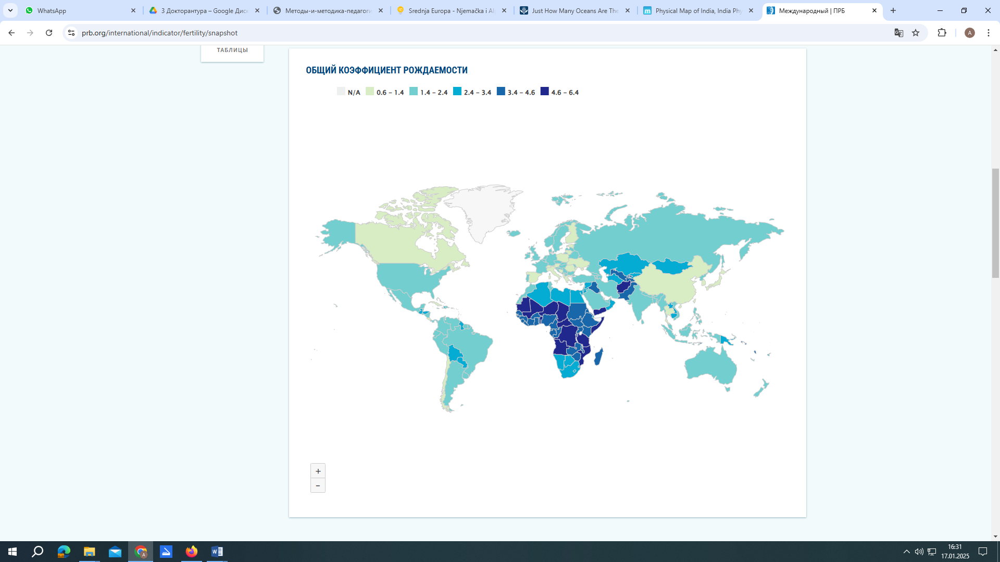 WhatsApp
3 Докторантура – Google Диск
Методы-и-методика-педагоги
Srednja Europa - Njemačka i Al
Just How Many Oceans Are The
Physical Map of India, India Phy
Международный | ПРБ
prb.org/international/indicator/fertility/snapshot
A
ТАБЛИЦЫ
ОБЩИЙ КОЭФФИЦИЕНТ РОЖДАЕМОСТИ
N/A 0.6 – 1.4 1.4 – 2.4 2.4 – 3.4 3.4 – 4.6 4.6 – 6.4
+
−
16:31
17.01.2025